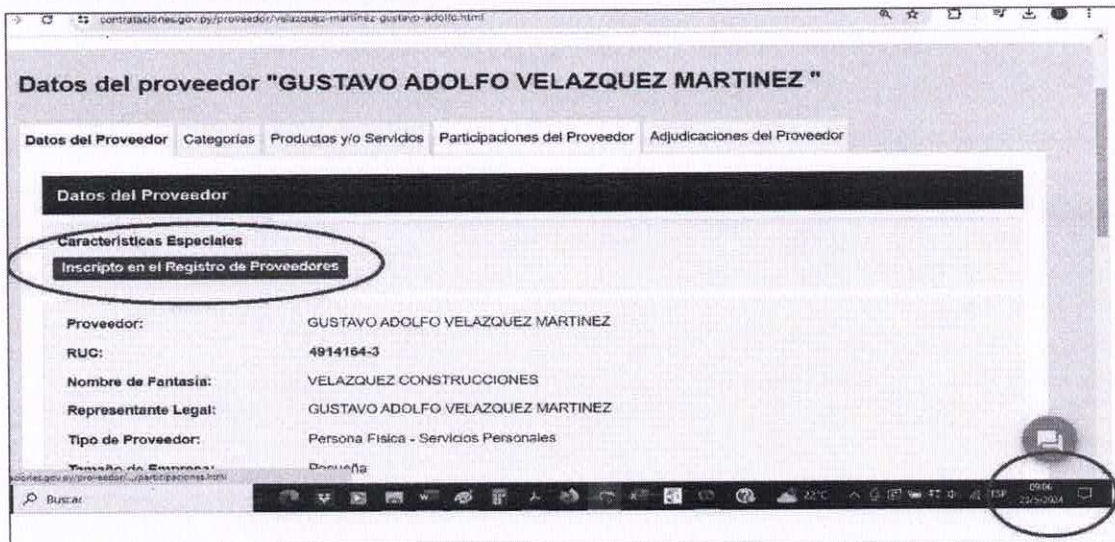 contrataciones.gov.py/proveedor/velazquez-martinez-gustavo-adolfo.html
Datos del proveedor "GUSTAVO ADOLFO VELAZQUEZ MARTINEZ "
Datos del Proveedor Categorías Productos y/o Servicios Participaciones del Proveedor Adjudicaciones del Proveedor
Datos del Proveedor
Características Especiales
Inscripto en el Registro de Proveedores
Proveedor: GUSTAVO ADOLFO VELAZQUEZ MARTINEZ
RUC: 4914164-3
Nombre de Fantasía: VELAZQUEZ CONSTRUCCIONES
Representante Legal: GUSTAVO ADOLFO VELAZQUEZ MARTINEZ
Tipo de Proveedor: Persona Física - Servicios Personales
Tamaño de Empresa: Pequeña
Buscar 22°C ESP 09:06